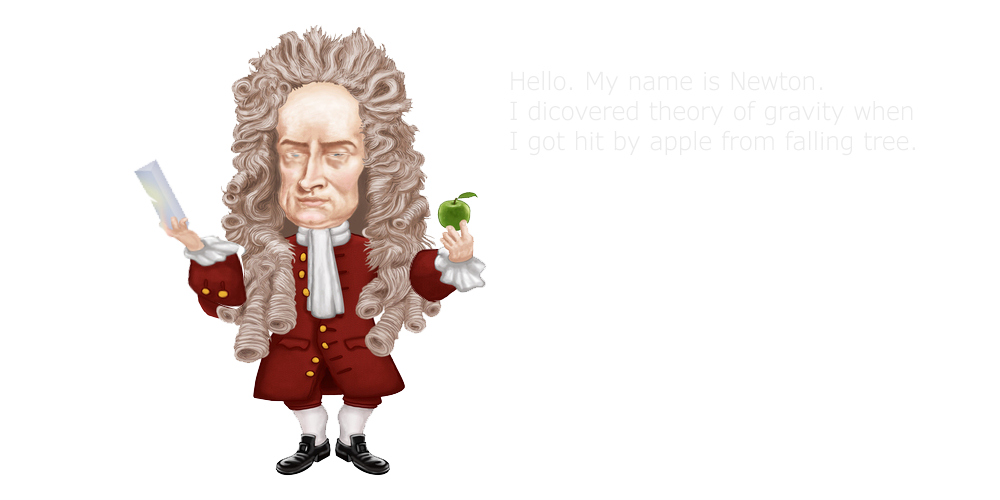 Hello. My name is Newton.
I dicovered theory of gravity when
I got hit by apple from falling tree.